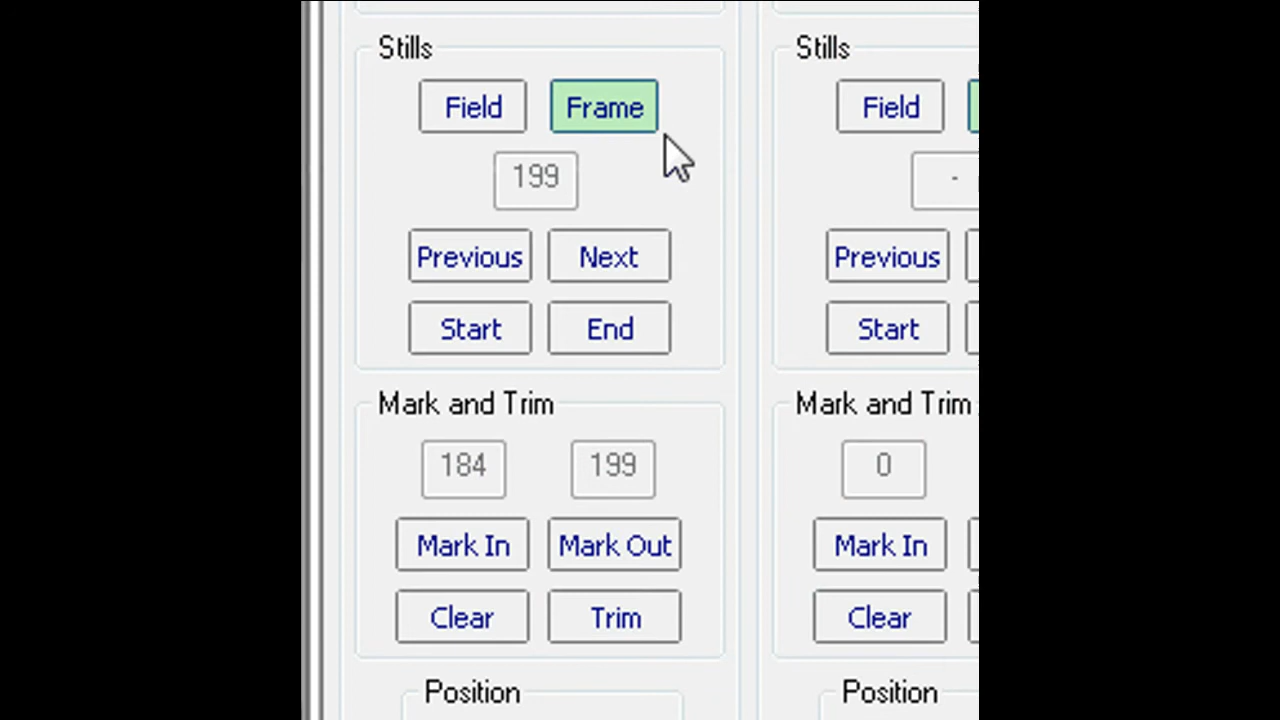 Stills Stills
Field Frame Field
199 -
Previous Next Previous
Start End Start
Mark and Trim Mark and Trim
184 199 0
Mark In Mark Out Mark In
Clear Trim Clear
Position Position